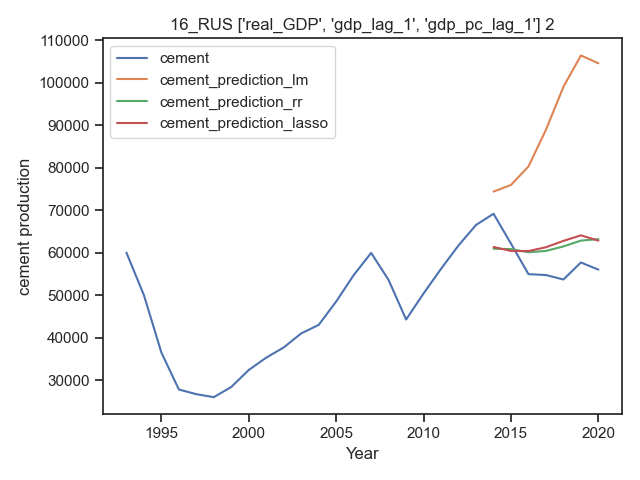 16_RUS ['real_GDP', 'gdp_lag_1', 'gdp_pc_lag_1'] 2
110000
100000
90000
80000
70000
60000
50000
40000
30000
cement production
cement
cement_prediction_lm
cement_prediction_rr
cement_prediction_lasso
1995
2000
2005
2010
2015
2020
Year